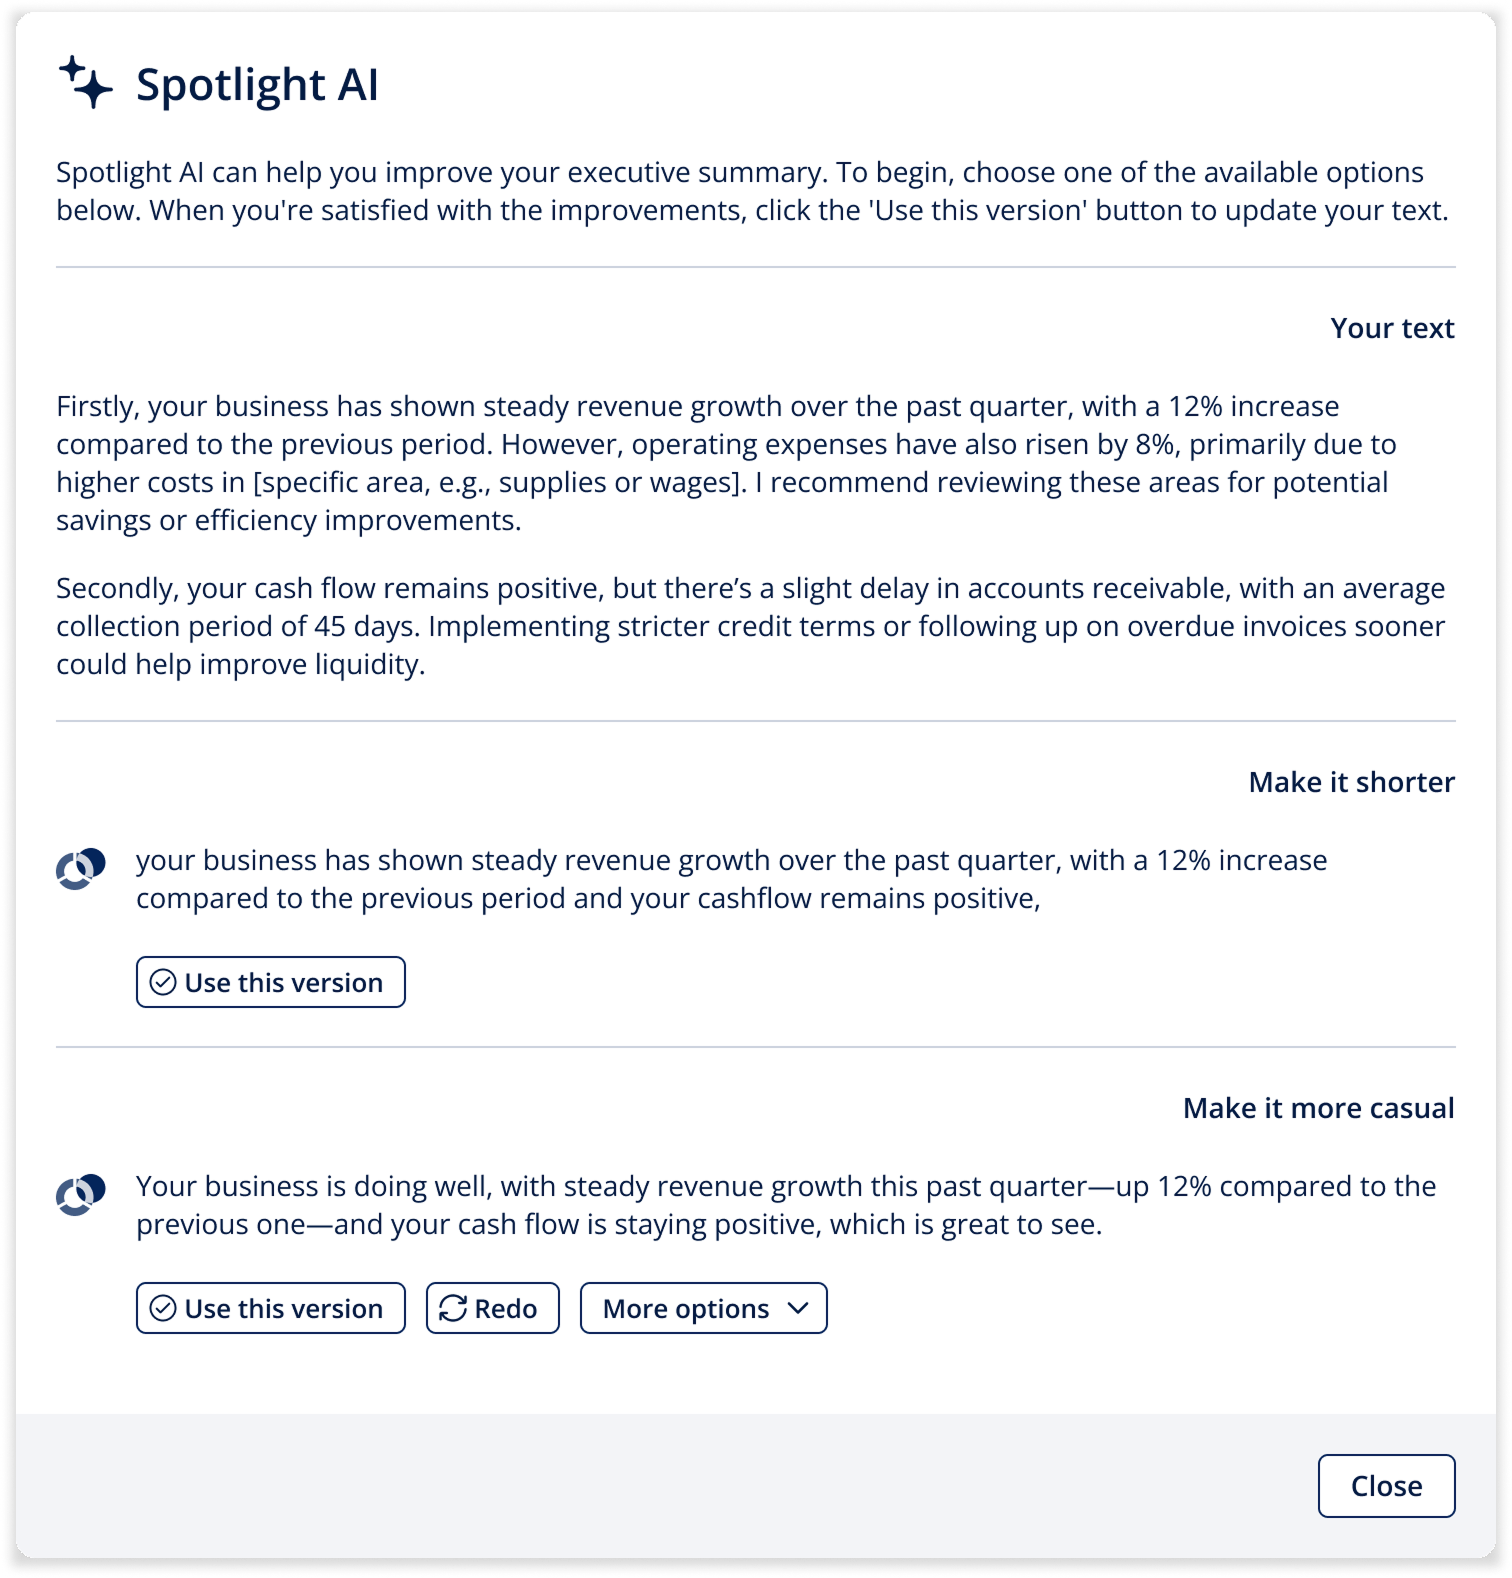 Spotlight AI
Spotlight AI can help you improve your executive summary. To begin, choose one of the available options
below. When you're satisfied with the improvements, click the 'Use this version' button to update your text.
Your text
Firstly, your business has shown steady revenue growth over the past quarter, with a 12% increase
compared to the previous period. However, operating expenses have also risen by 8%, primarily due to
higher costs in [specific area, e.g., supplies or wages]. I recommend reviewing these areas for potential
savings or efficiency improvements.
Secondly, your cash flow remains positive, but there’s a slight delay in accounts receivable, with an average
collection period of 45 days. Implementing stricter credit terms or following up on overdue invoices sooner
could help improve liquidity.
Make it shorter
your business has shown steady revenue growth over the past quarter, with a 12% increase
compared to the previous period and your cashflow remains positive,
Use this version
Make it more casual
Your business is doing well, with steady revenue growth this past quarter—up 12% compared to the
previous one—and your cash flow is staying positive, which is great to see.
Use this version
Redo
More options
Close